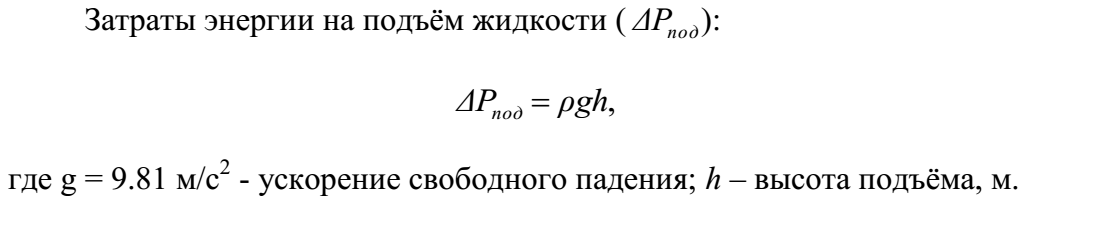 Затраты энергии на подъём жидкости ( ΔPпод):
ΔPпод = ρgh,
где g = 9.81 м/с² - ускорение свободного падения; h – высота подъёма, м.